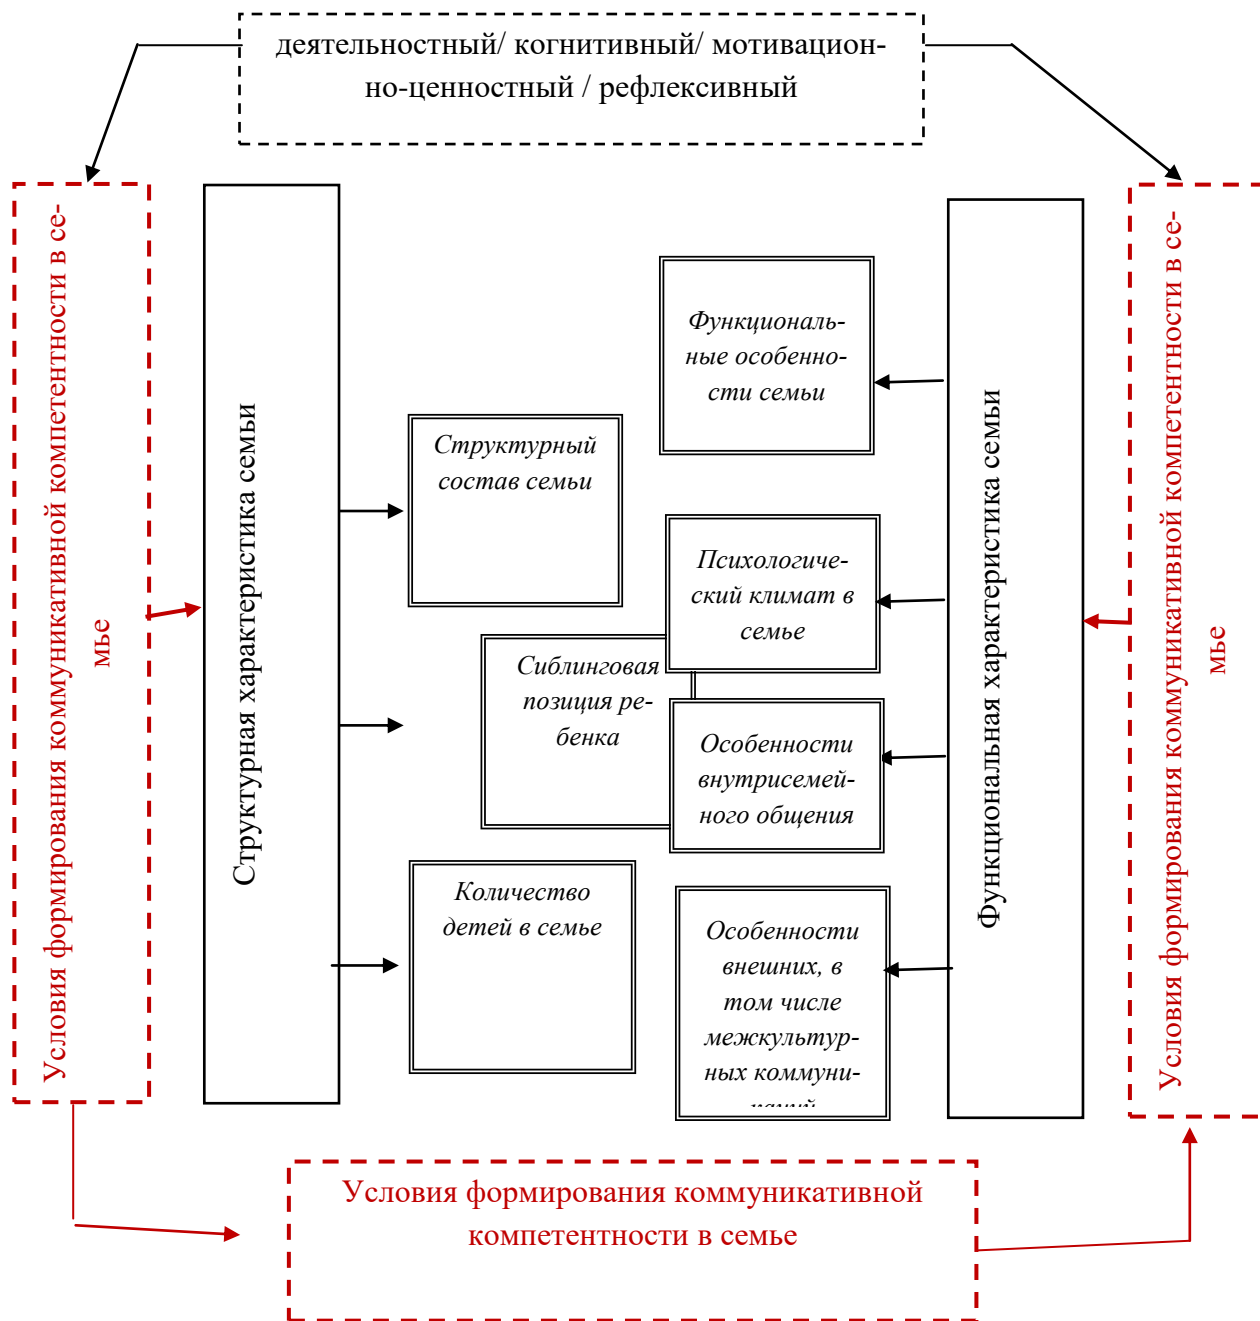 деятельностный/ когнитивный/ мотивацион-
но-ценностный / рефлексивный
Условия формирования коммуникативной компетентности в се-
мье
Структурная характеристика семьи
Структурный
состав семьи
Сиблинговая
позиция ре-
бенка
Количество
детей в семье
Функциональ-
ные особенно-
сти семьи
Психологиче-
ский климат в
семье
Особенности
внутрисемей-
ного общения
Особенности
внешних, в
том числе
межкультур-
ных коммуни-
Функциональная характеристика семьи
Условия формирования коммуникативной компетентности в се-
мье
Условия формирования коммуникативной
компетентности в семье